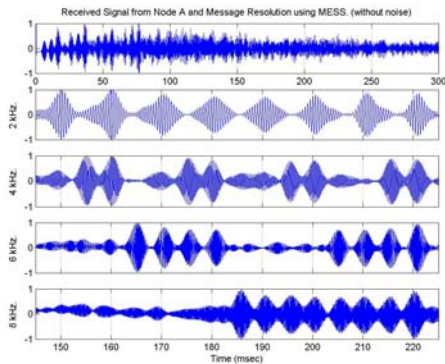 Received Signal from Node A and Message Resolution using MESS. (without noise)
1
0
-1
0 50 100 150 200 250 300
2 kHz.
1
0
-1
4 kHz.
1
0
-1
6 kHz.
1
0
-1
8 kHz.
1
0
-1
150 160 170 180 190 200 210 220
Time (msec)